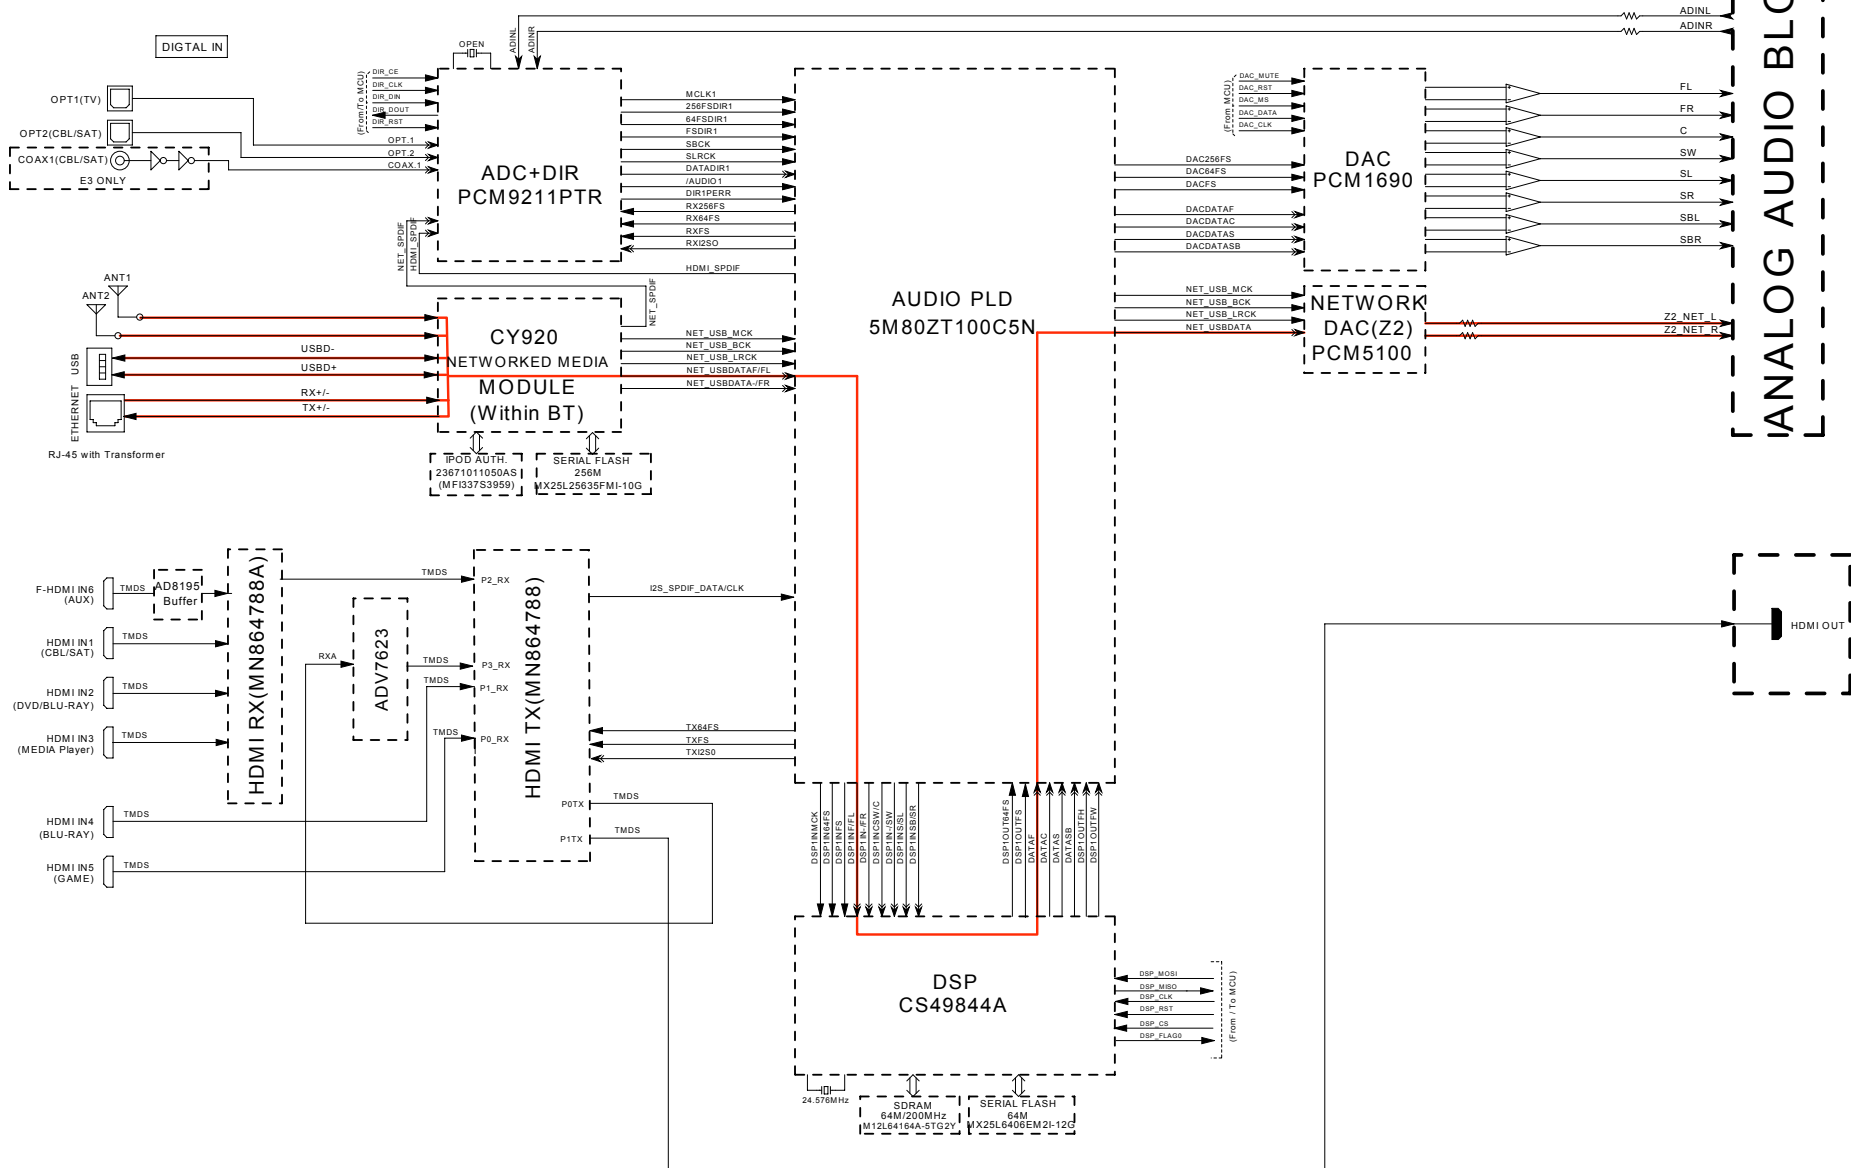 ADINL
ADINR
ANALOG AUDIO BLO
DIGTAL IN
OPEN
ADINL
ADINR
OPT1(TV)
OPT2(CBL/SAT)
COAX1(CBL/SAT)
E3 ONLY
(From/To MCU)
DIR_CE
DIR_CLK
DIR_DIN
DIR_DOUT
DIR_RST
OPT.1
OPT.2
COAX.1
ADC+DIR
PCM9211PTR
NET_SPDIF
HDMI_SPDIF
MCLK1
256FSDIR1
64FSDIR1
FSDIR1
SBCK
SLRCK
DATADIR1
/AUDIO1
DIR1PERR
RX256FS
RX64FS
RXFS
RXI2SO
HDMI_SPDIF
NET_SPDIF
AUDIO PLD
5M80ZT100C5N
DAC256FS
DAC64FS
DACFS
DACDATAF
DACDATAC
DACDATAS
DACDATASB
(From MCU)
DAC_MUTE
DAC_RST
DAC_MS
DAC_DATA
DAC_CLK
DAC
PCM1690
FL
FR
C
SW
SL
SR
SBL
SBR
NET_USB_MCK
NET_USB_BCK
NET_USB_LRCK
NET_USBDATA
NETWORK
DAC(Z2)
PCM5100
Z2_NET_L
Z2_NET_R
ANT1
ANT2
USB
USBD-
USBD+
ETHERNET
RX+/-
TX+/-
RJ-45 with Transformer
CY920
NETWORKED MEDIA
MODULE
(Within BT)
NET_USB_MCK
NET_USB_BCK
NET_USB_LRCK
NET_USBDATAF/FL
NET_USBDATA-/FR
IPOD AUTH.
23671011050AS
(MFI337S3959)
SERIAL FLASH
256M
MX25L25635FMI-10G
F-HDMI IN6
(AUX)
TMDS
AD8195
Buffer
HDMI IN1
(CBL/SAT)
TMDS
HDMI IN2
(DVD/BLU-RAY)
TMDS
HDMI IN3
(MEDIA Player)
TMDS
HDMI IN4
(BLU-RAY)
TMDS
HDMI IN5
(GAME)
TMDS
HDMI RX(MN864788A)
RXA
ADV7623
TMDS
TMDS
TMDS
TMDS
P2_RX
P3_RX
P1_RX
P0_RX
HDMI TX(MN864788)
P0TX
P1TX
TMDS
TMDS
I2S_SPDIF_DATA/CLK
TX64FS
TXFS
TXI2S0
HDMI OUT
DSP1INMCK
DSP1IN64FS
DSP1INFS
DSP1INF/FL
DSP1IN-/FR
DSP1INCSW/C
DSP1IN-/SW
DSP1INS/SL
DSP1INSB/SR
DSP1OUT64FS
DSP1OUTFS
DATAF
DATAC
DATAS
DATASB
DSP1OUTFH
DSP1OUTFW
DSP
CS49844A
DSP_MOSI
DSP_MISO
DSP_CLK
DSP_RST
DSP_CS
DSP_FLAG0
(From / To MCU)
24.576MHz
SDRAM
64M/200MHz
M12L64164A-5TG2Y
SERIAL FLASH
64M
MX25L6406EM2I-12G